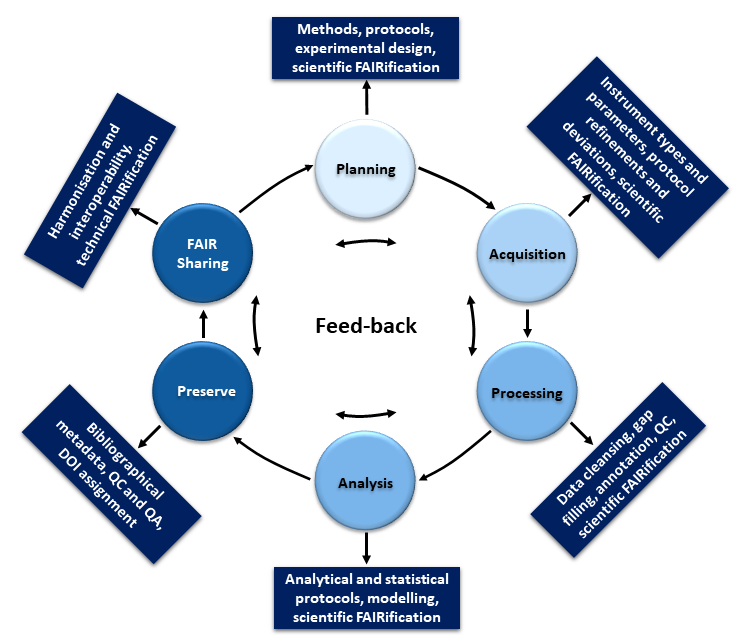 Methods, protocols,
experimental design,
scientific FAIRification
Planning
Instrument types and
parameters, protocol
refinements and
deviations, scientific
FAIRification
Acquisition
Processing
Data cleansing, gap
filling, annotation, QC,
scientific FAIRification
Analysis
Analytical and statistical
protocols, modelling,
scientific FAIRification
Preserve
Bibliographical
metadata, QC and QA,
DOI assignment
FAIR
Sharing
Harmonisation and
interoperability,
technical FAIRification
Feed-back